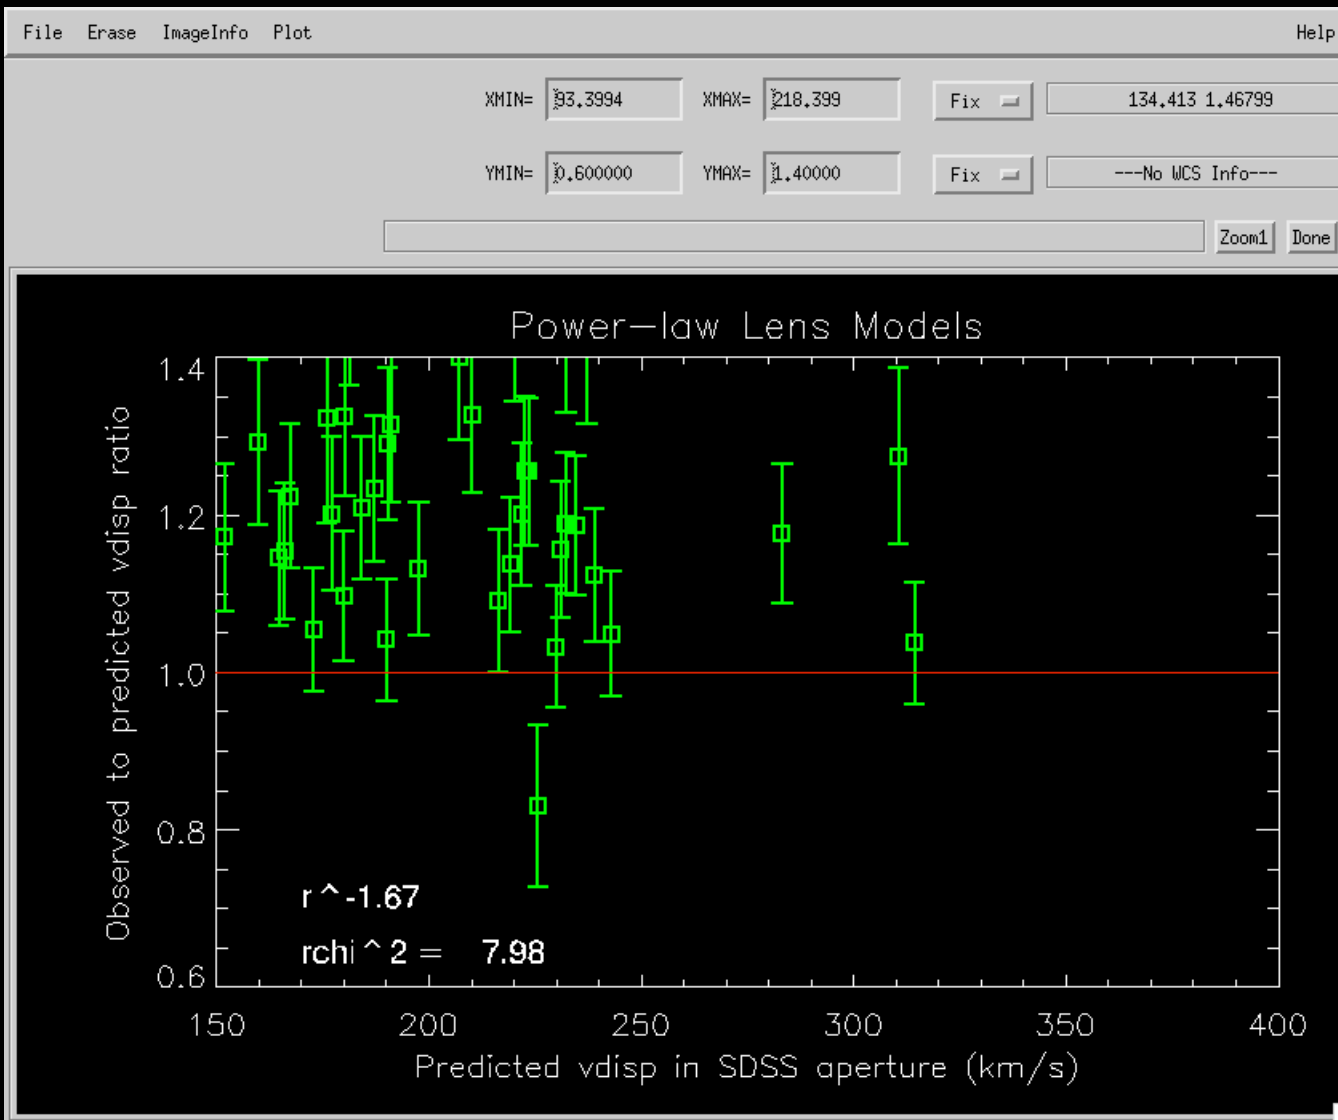 File Erase ImageInfo Plot Help
XMIN= 93.3994 XMAX= 218.399 Fix 134.413 1.46799
YMIN= 0.600000 YMAX= 1.40000 Fix ---No WCS Info---
Zoom1 Done
Power-law Lens Models
Observed to predicted vdisp ratio
1.4
1.2
1.0
0.8
0.6
r^-1.67
rchi^2 = 7.98
150 200 250 300 350 400
Predicted vdisp in SDSS aperture (km/s)